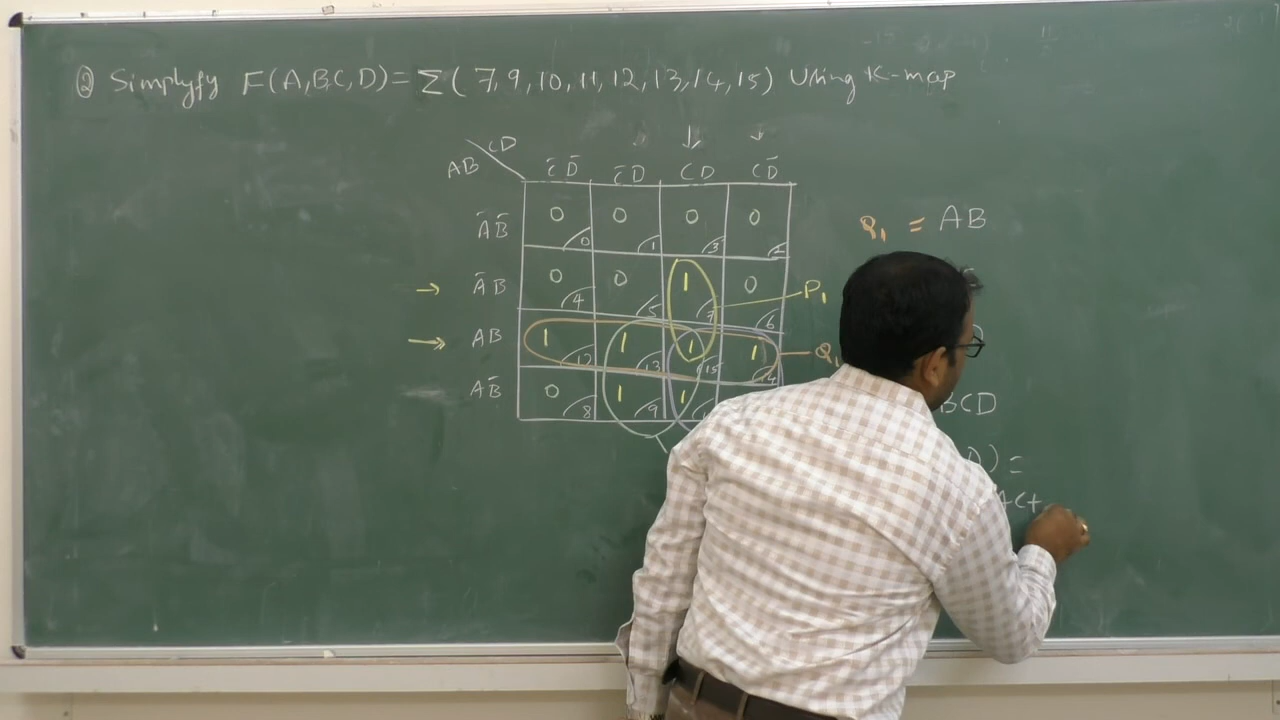 ② Simplyfy F(A,B,C,D) = Σ( 7, 9, 10, 11, 12, 13, 14, 15) Using K-map
CD
AB
C̄D̄ C̄D CD CD̄
ĀB̄ 0 0 0 1 0 3 0 2
→ ĀB 0 4 0 5 1 7 0 6 P₁
→ AB 1 12 1 13 1 15 1 14 Q₁
AB̄ 0 8 1 9 1
Q₁ = AB
BCD
D) =
AC+